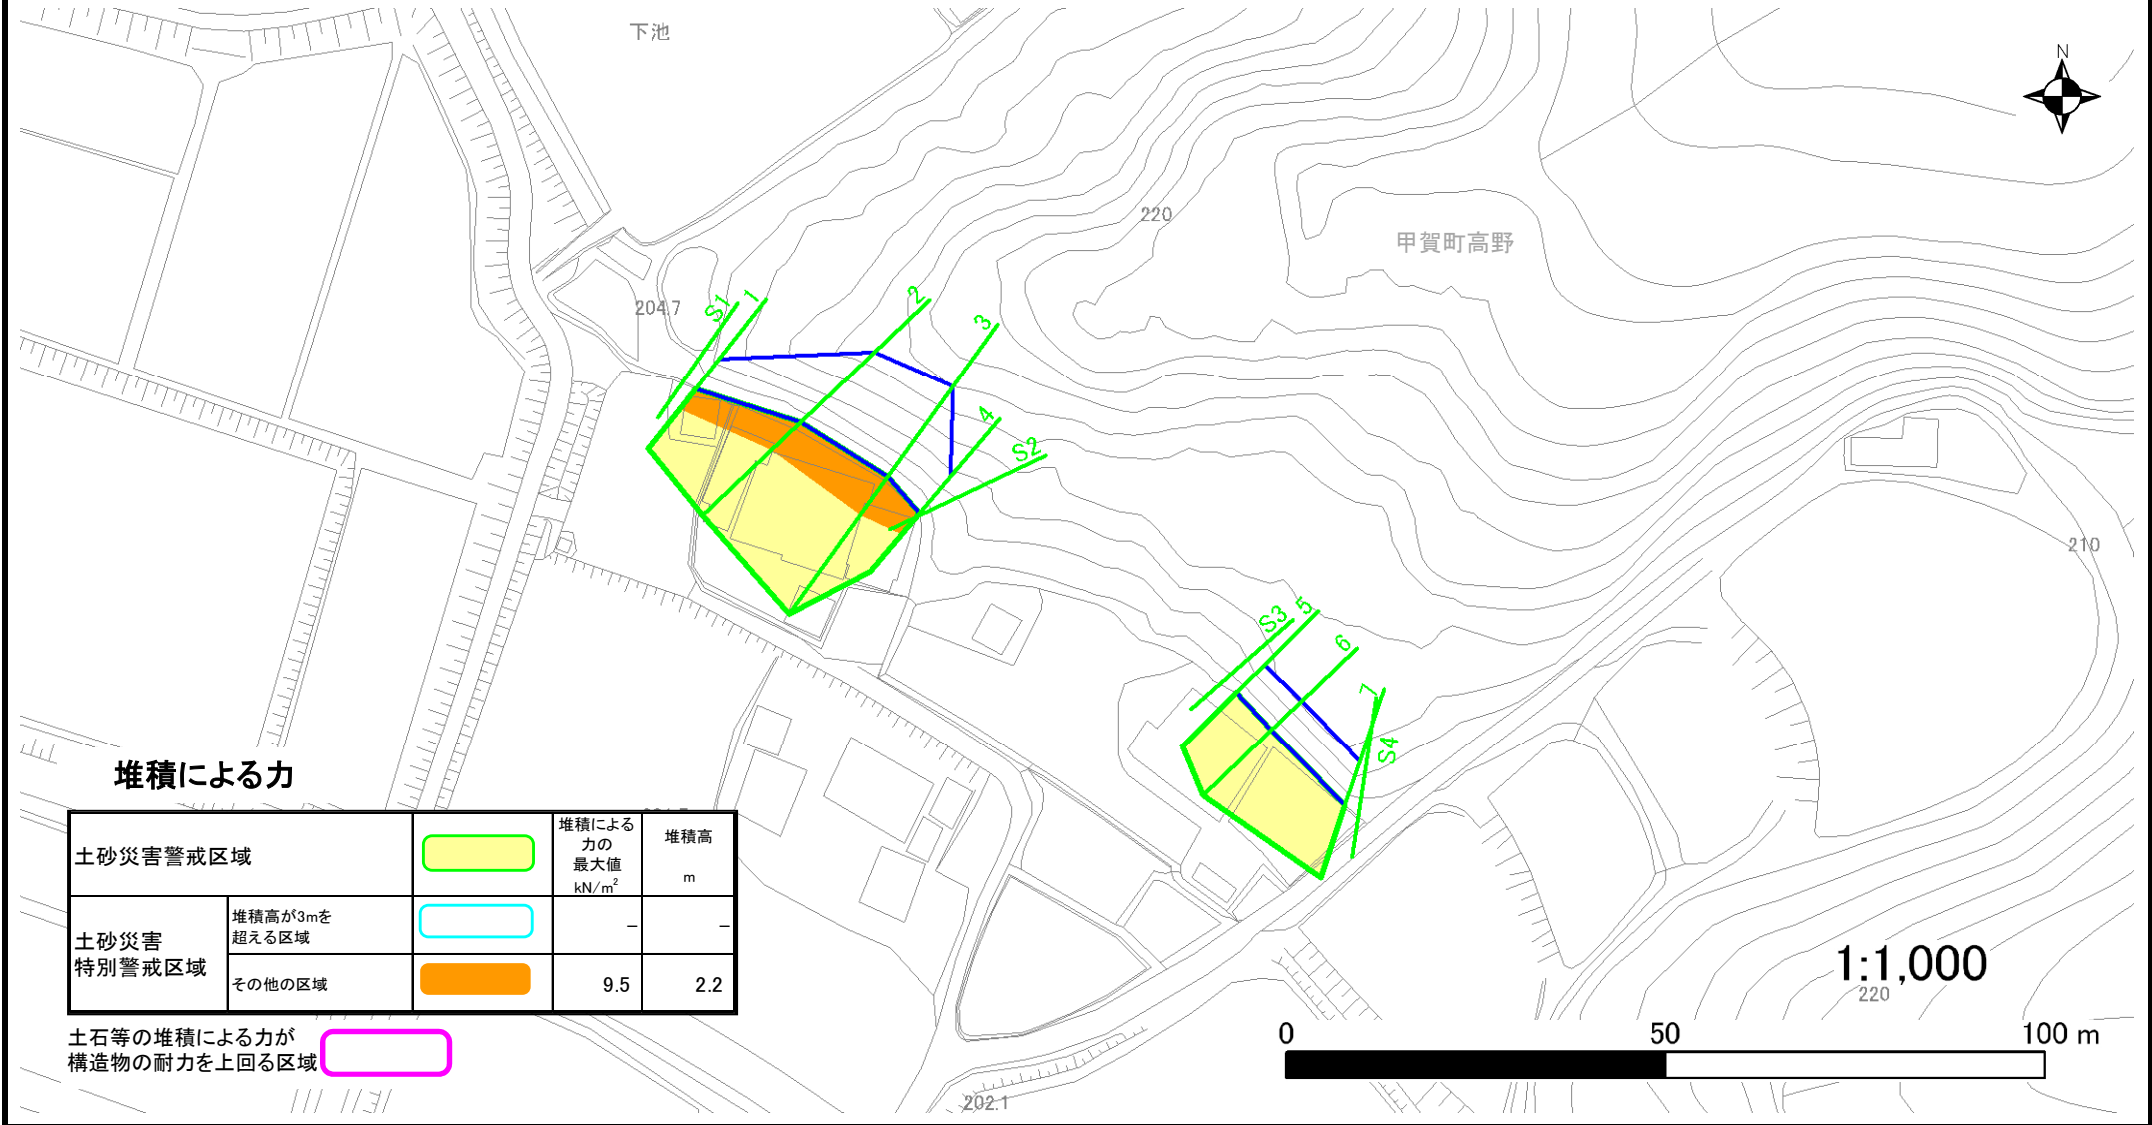 下池
N
220
甲賀町高野
204.7
S1
1
2
3
4
S2
210
S3
5
6
7
S4
堆積による力
土砂災害警戒区域
堆積による
力の
最大値
kN/m²
堆積高
m
土砂災害
特別警戒区域
堆積高が3mを
超える区域
–
–
その他の区域
9.5
2.2
土石等の堆積による力が
構造物の耐力を上回る区域
1:1,000
220
0
50
100 m
202.1